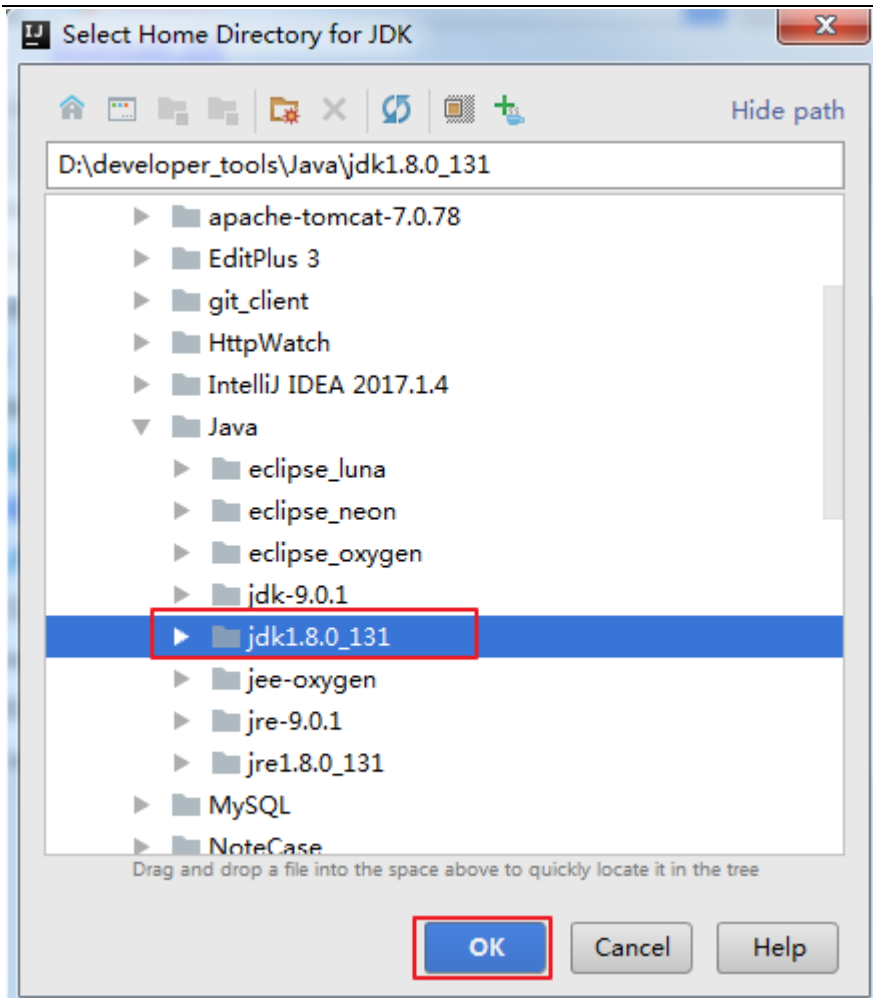 Select Home Directory for JDK
Hide path
D:\developer_tools\Java\jdk1.8.0_131
apache-tomcat-7.0.78
EditPlus 3
git_client
HttpWatch
IntelliJ IDEA 2017.1.4
Java
eclipse_luna
eclipse_neon
eclipse_oxygen
jdk-9.0.1
jdk1.8.0_131
jee-oxygen
jre-9.0.1
jre1.8.0_131
MySQL
NoteCase
Drag and drop a file into the space above to quickly locate it in the tree
OK Cancel Help